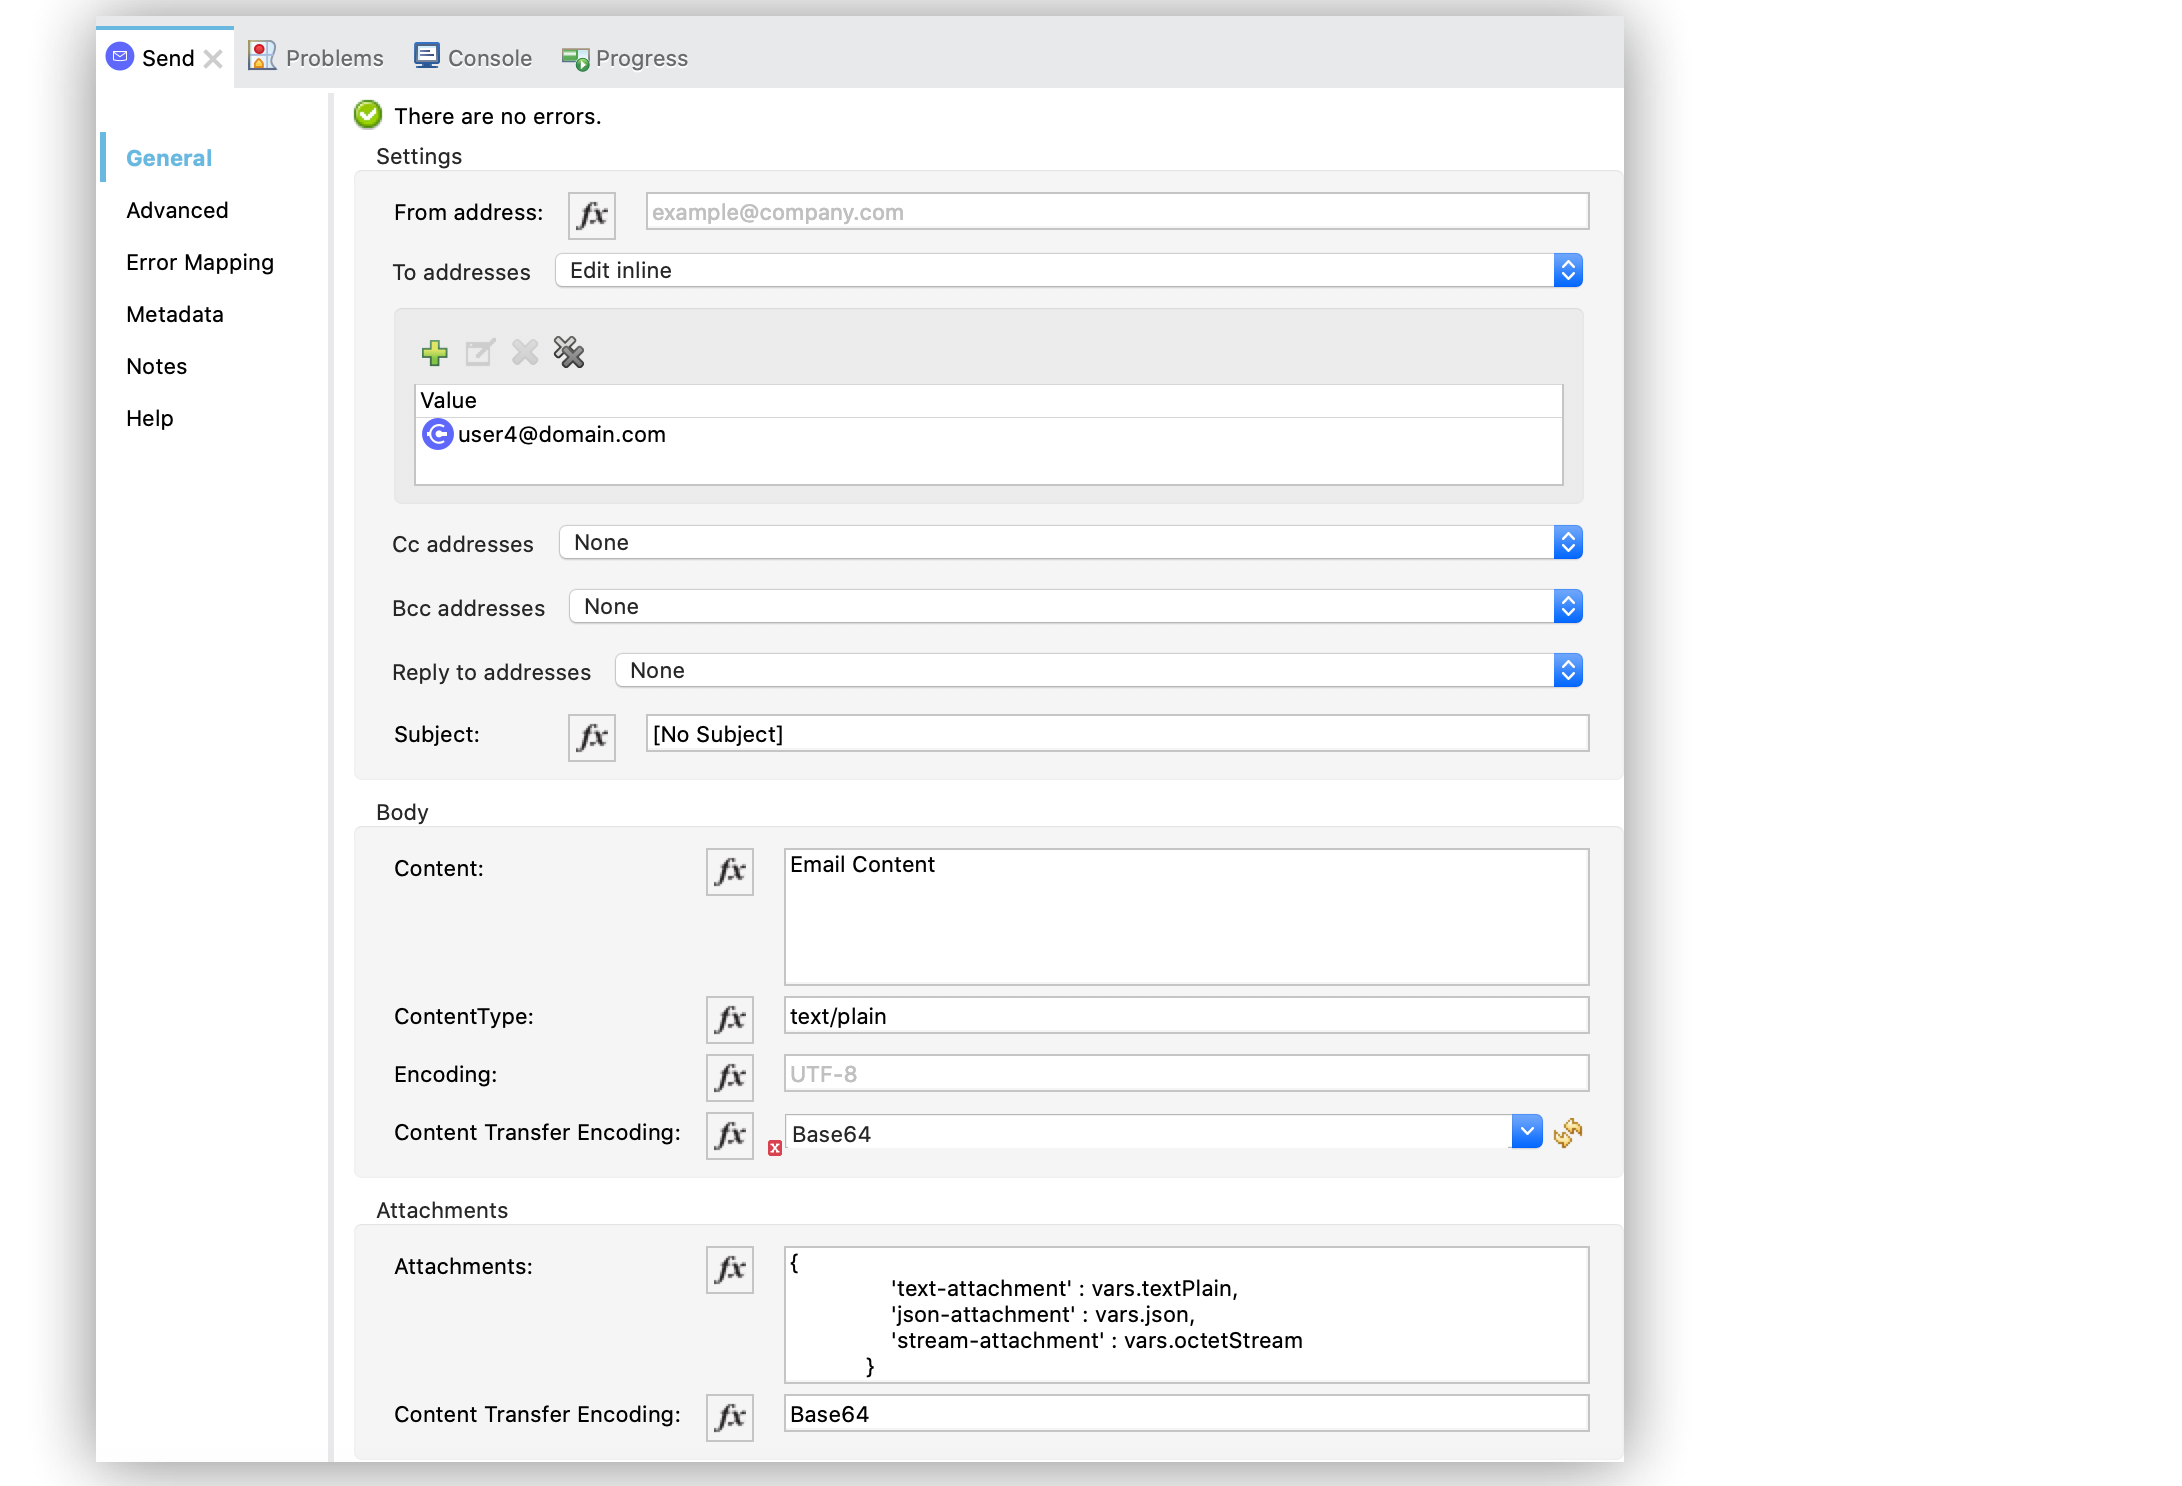 Send
Problems
Console
Progress
There are no errors.
General
Advanced
Error Mapping
Metadata
Notes
Help
Settings
From address: fx example@company.com
To addresses Edit inline
Value
user4@domain.com
Cc addresses None
Bcc addresses None
Reply to addresses None
Subject: fx [No Subject]
Body
Content: fx Email Content
ContentType: fx text/plain
Encoding: fx UTF-8
Content Transfer Encoding: fx Base64
Attachments
Attachments: fx {
'text-attachment' : vars.textPlain,
'json-attachment' : vars.json,
'stream-attachment' : vars.octetStream
}
Content Transfer Encoding: fx Base64